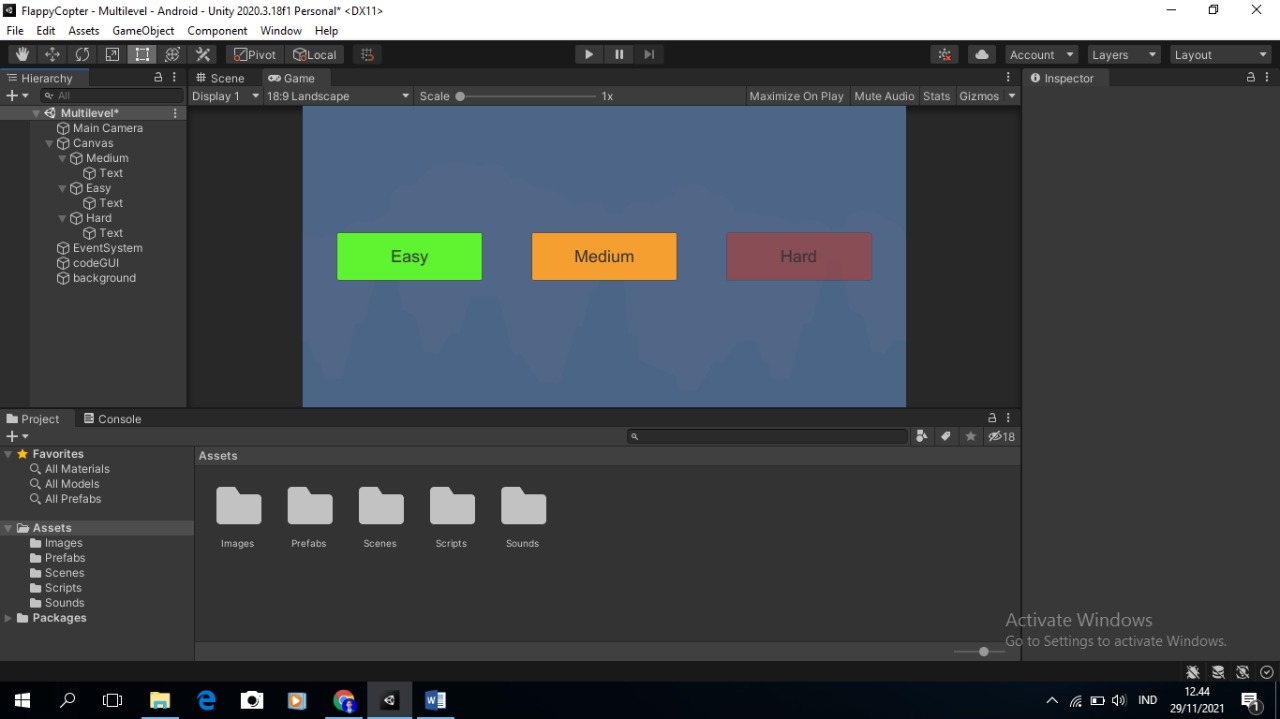 FlappyCopter - Multilevel - Android - Unity 2020.3.18f1 Personal* <DX11>
File Edit Assets GameObject Component Window Help
Pivot Local Account Layers Layout
Hierarchy Scene Game Inspector
All Display 1 18:9 Landscape Scale 1x Maximize On Play Mute Audio Stats Gizmos
Multilevel*
Main Camera
Canvas
Medium
Text
Easy
Text
Hard
Text
EventSystem
codeGUI
background
Easy Medium Hard
Project Console
18
Favorites
All Materials
All Models
All Prefabs
Assets
Images
Prefabs
Scenes
Scripts
Sounds
Packages
Assets
Images Prefabs Scenes Scripts Sounds
Activate Windows
Go to Settings to activate Windows.
IND
12.44
29/11/2021
1